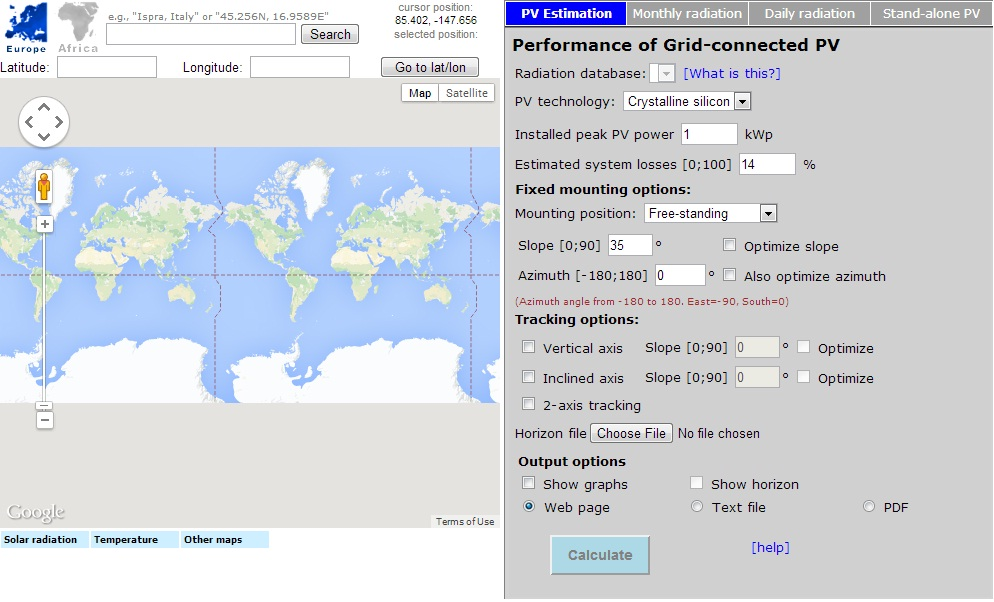 Europe
Africa
e.g., "Ispra, Italy" or "45.256N, 16.9589E"
Search
cursor position:
85.402, -147.656
selected position:
Latitude:
Longitude:
Go to lat/lon
Map
Satellite
Google
Terms of Use
Solar radiation
Temperature
Other maps
PV Estimation
Monthly radiation
Daily radiation
Stand-alone PV
Performance of Grid-connected PV
Radiation database: [What is this?]
PV technology: Crystalline silicon
Installed peak PV power 1 kWp
Estimated system losses [0;100] 14 %
Fixed mounting options:
Mounting position: Free-standing
Slope [0;90] 35 º Optimize slope
Azimuth [-180;180] 0 º Also optimize azimuth
(Azimuth angle from -180 to 180. East=-90, South=0)
Tracking options:
Vertical axis Slope [0;90] 0 º Optimize
Inclined axis Slope [0;90] 0 º Optimize
2-axis tracking
Horizon file Choose File No file chosen
Output options
Show graphs Show horizon
Web page Text file PDF
Calculate [help]